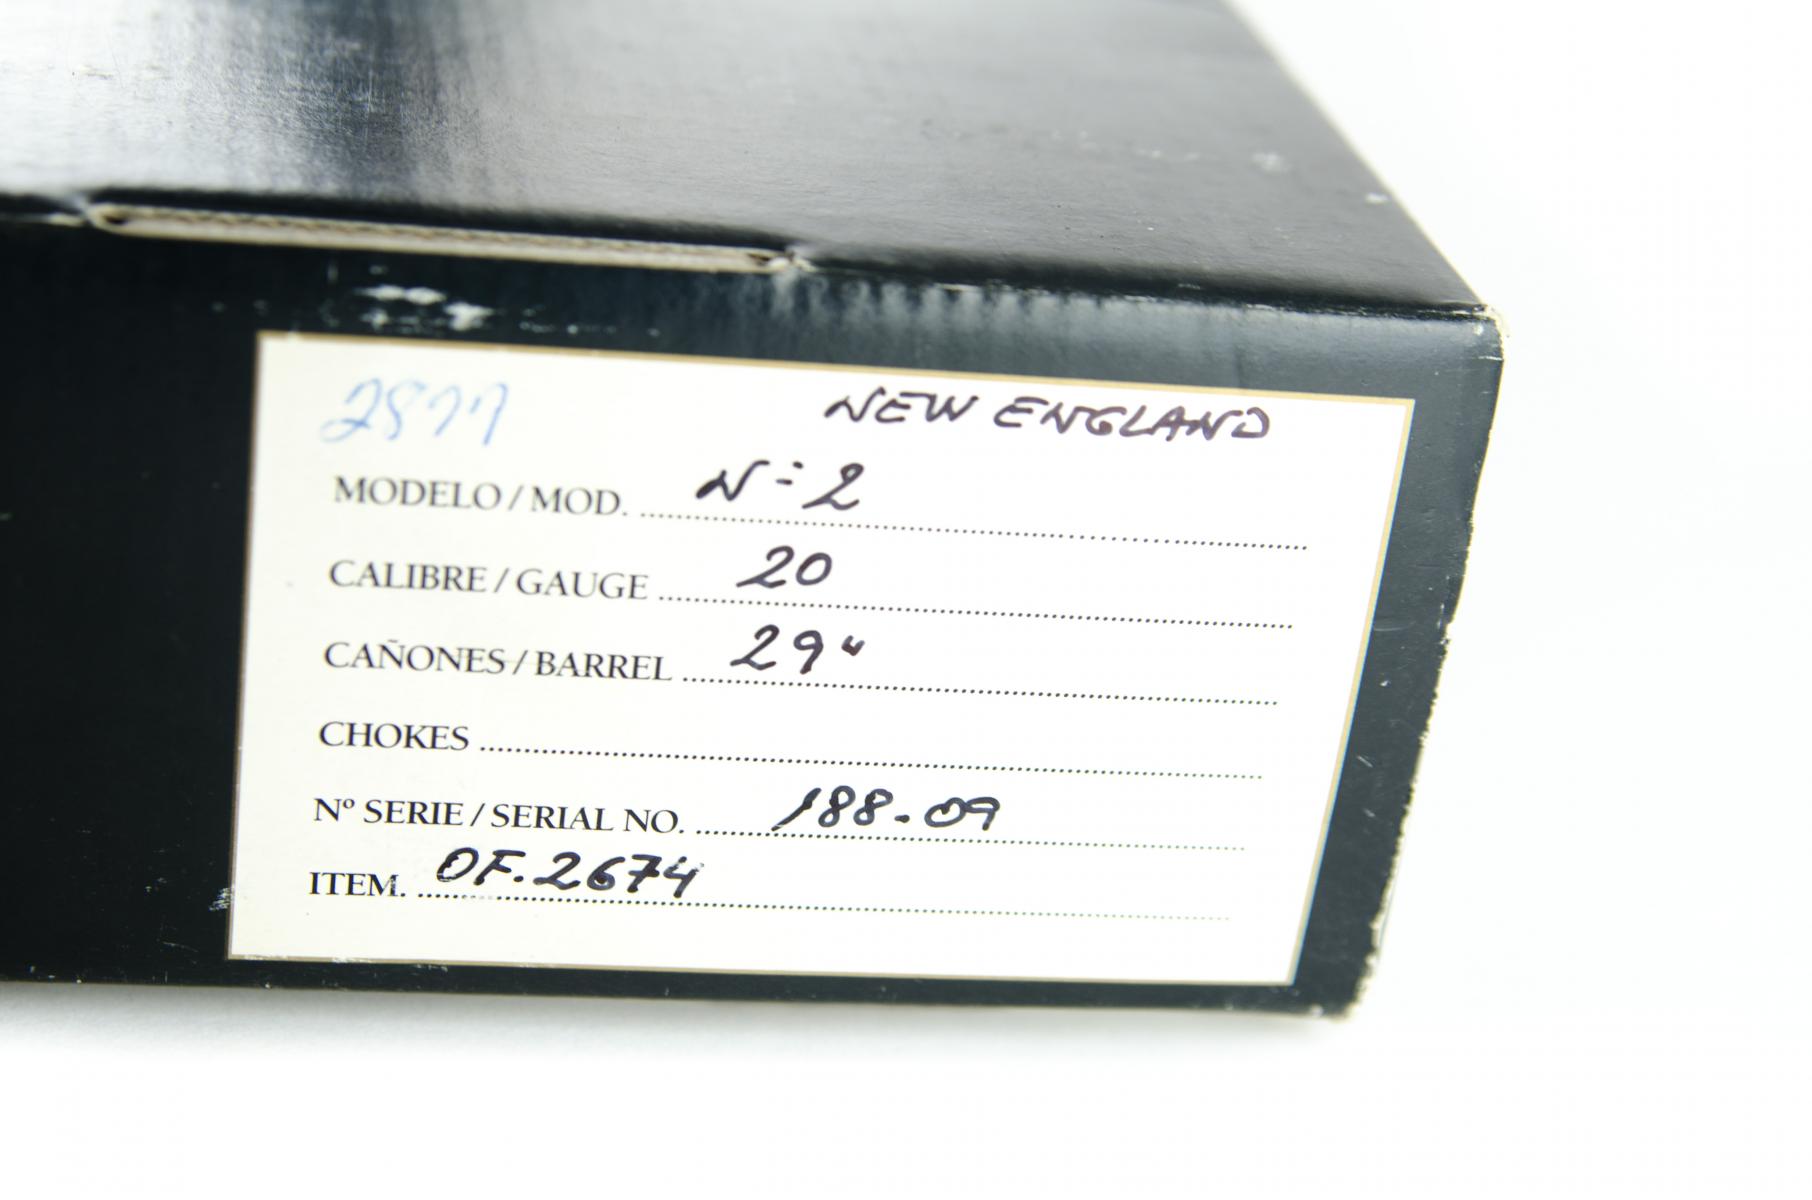 2877 NEW ENGLAND
MODELO / MOD. Nº 2
CALIBRE / GAUGE 20
CAÑONES / BARREL 29"
CHOKES
Nº SERIE / SERIAL NO. 188-09
ITEM. OF. 2674